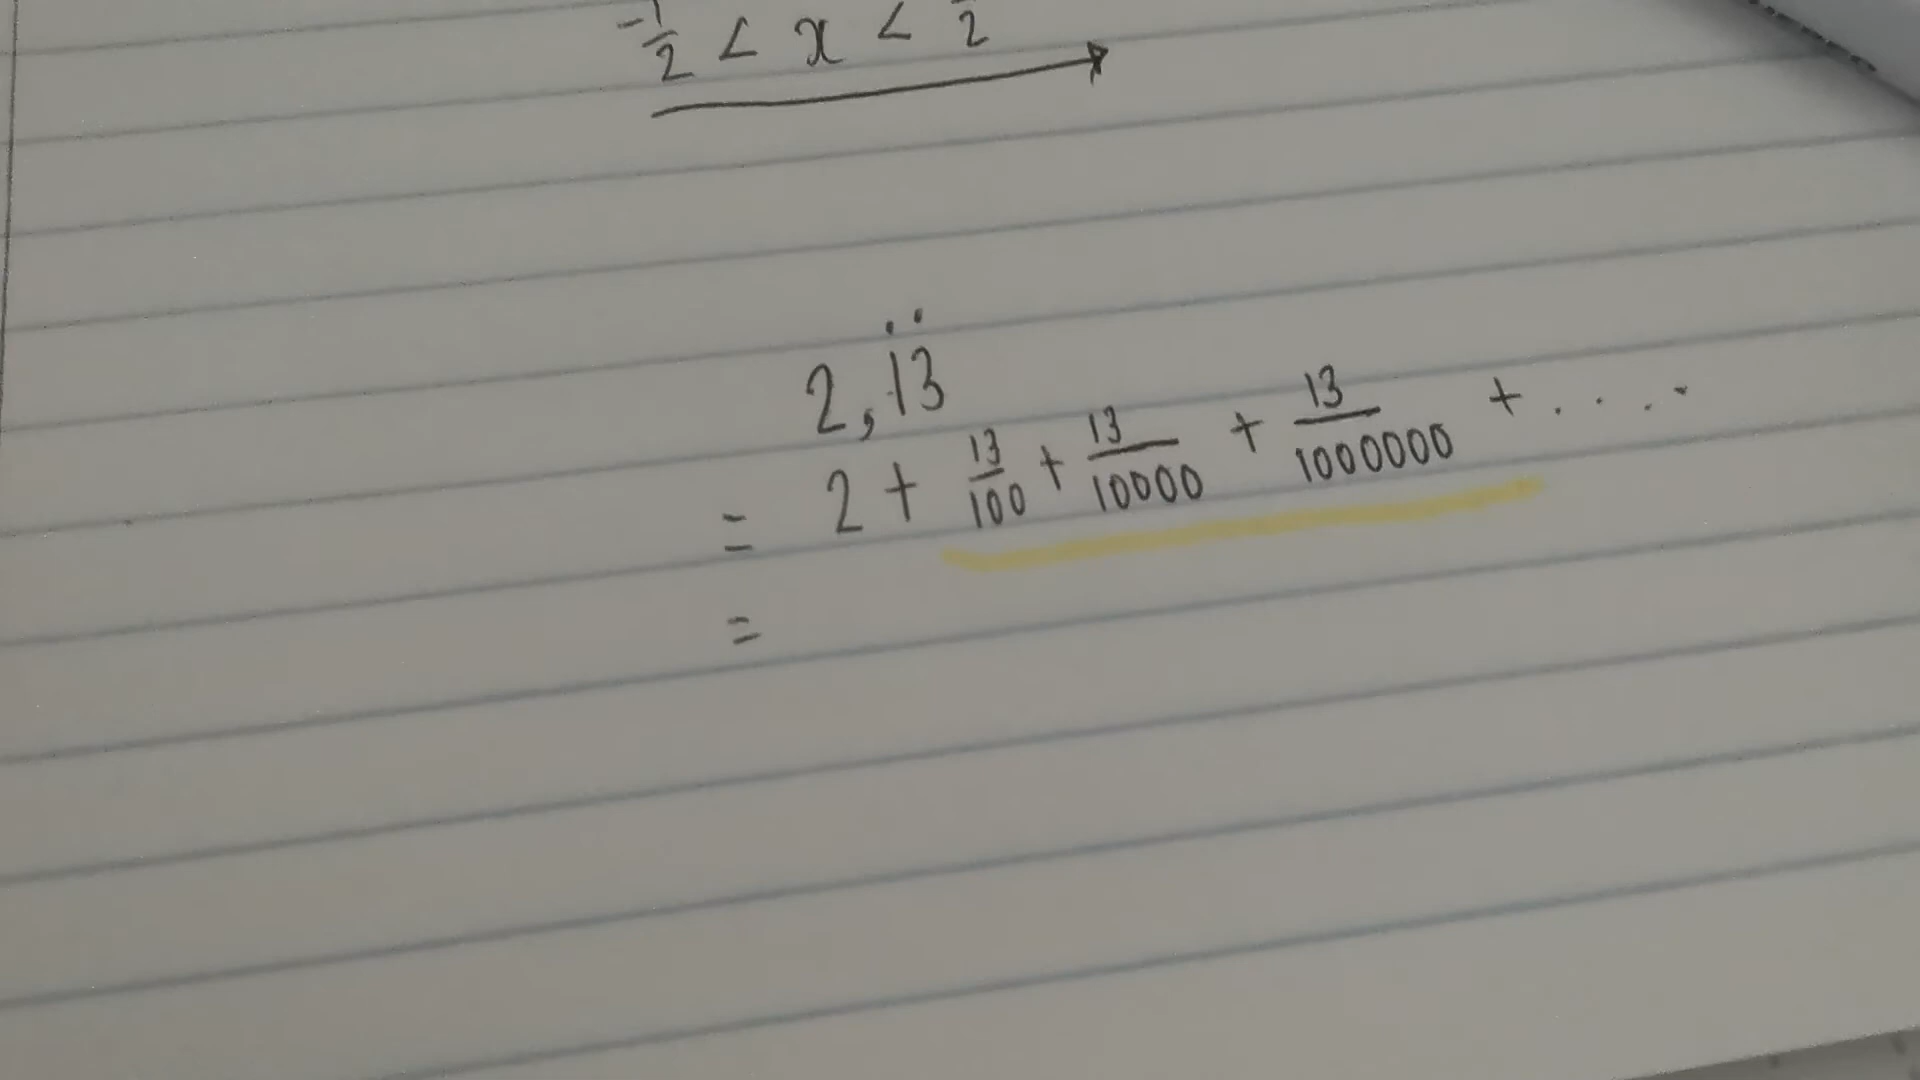 -1/2 < x < 1/2
2,1̇3̇
= 2 + 13/100 + 13/10000 + 13/1000000 + ....
=